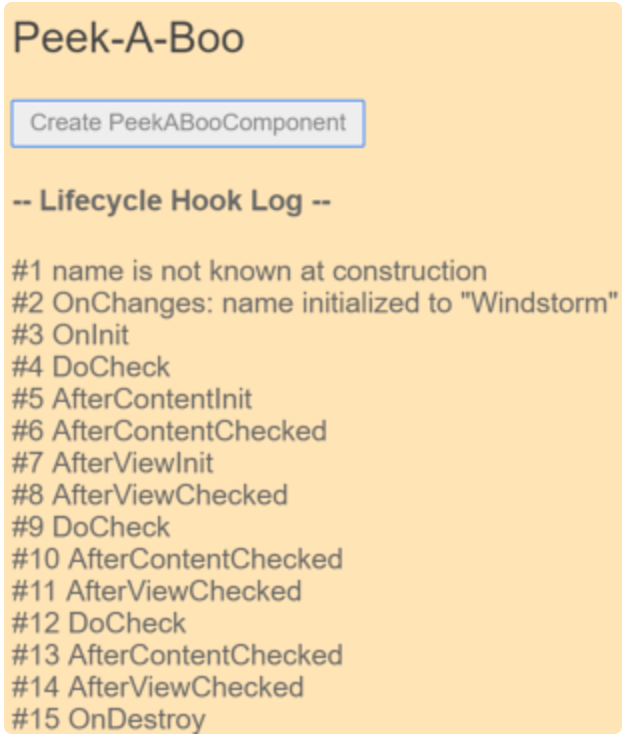 Peek-A-Boo
Create PeekABooComponent
-- Lifecycle Hook Log --
#1 name is not known at construction
#2 OnChanges: name initialized to "Windstorm"
#3 OnInit
#4 DoCheck
#5 AfterContentInit
#6 AfterContentChecked
#7 AfterViewInit
#8 AfterViewChecked
#9 DoCheck
#10 AfterContentChecked
#11 AfterViewChecked
#12 DoCheck
#13 AfterContentChecked
#14 AfterViewChecked
#15 OnDestroy